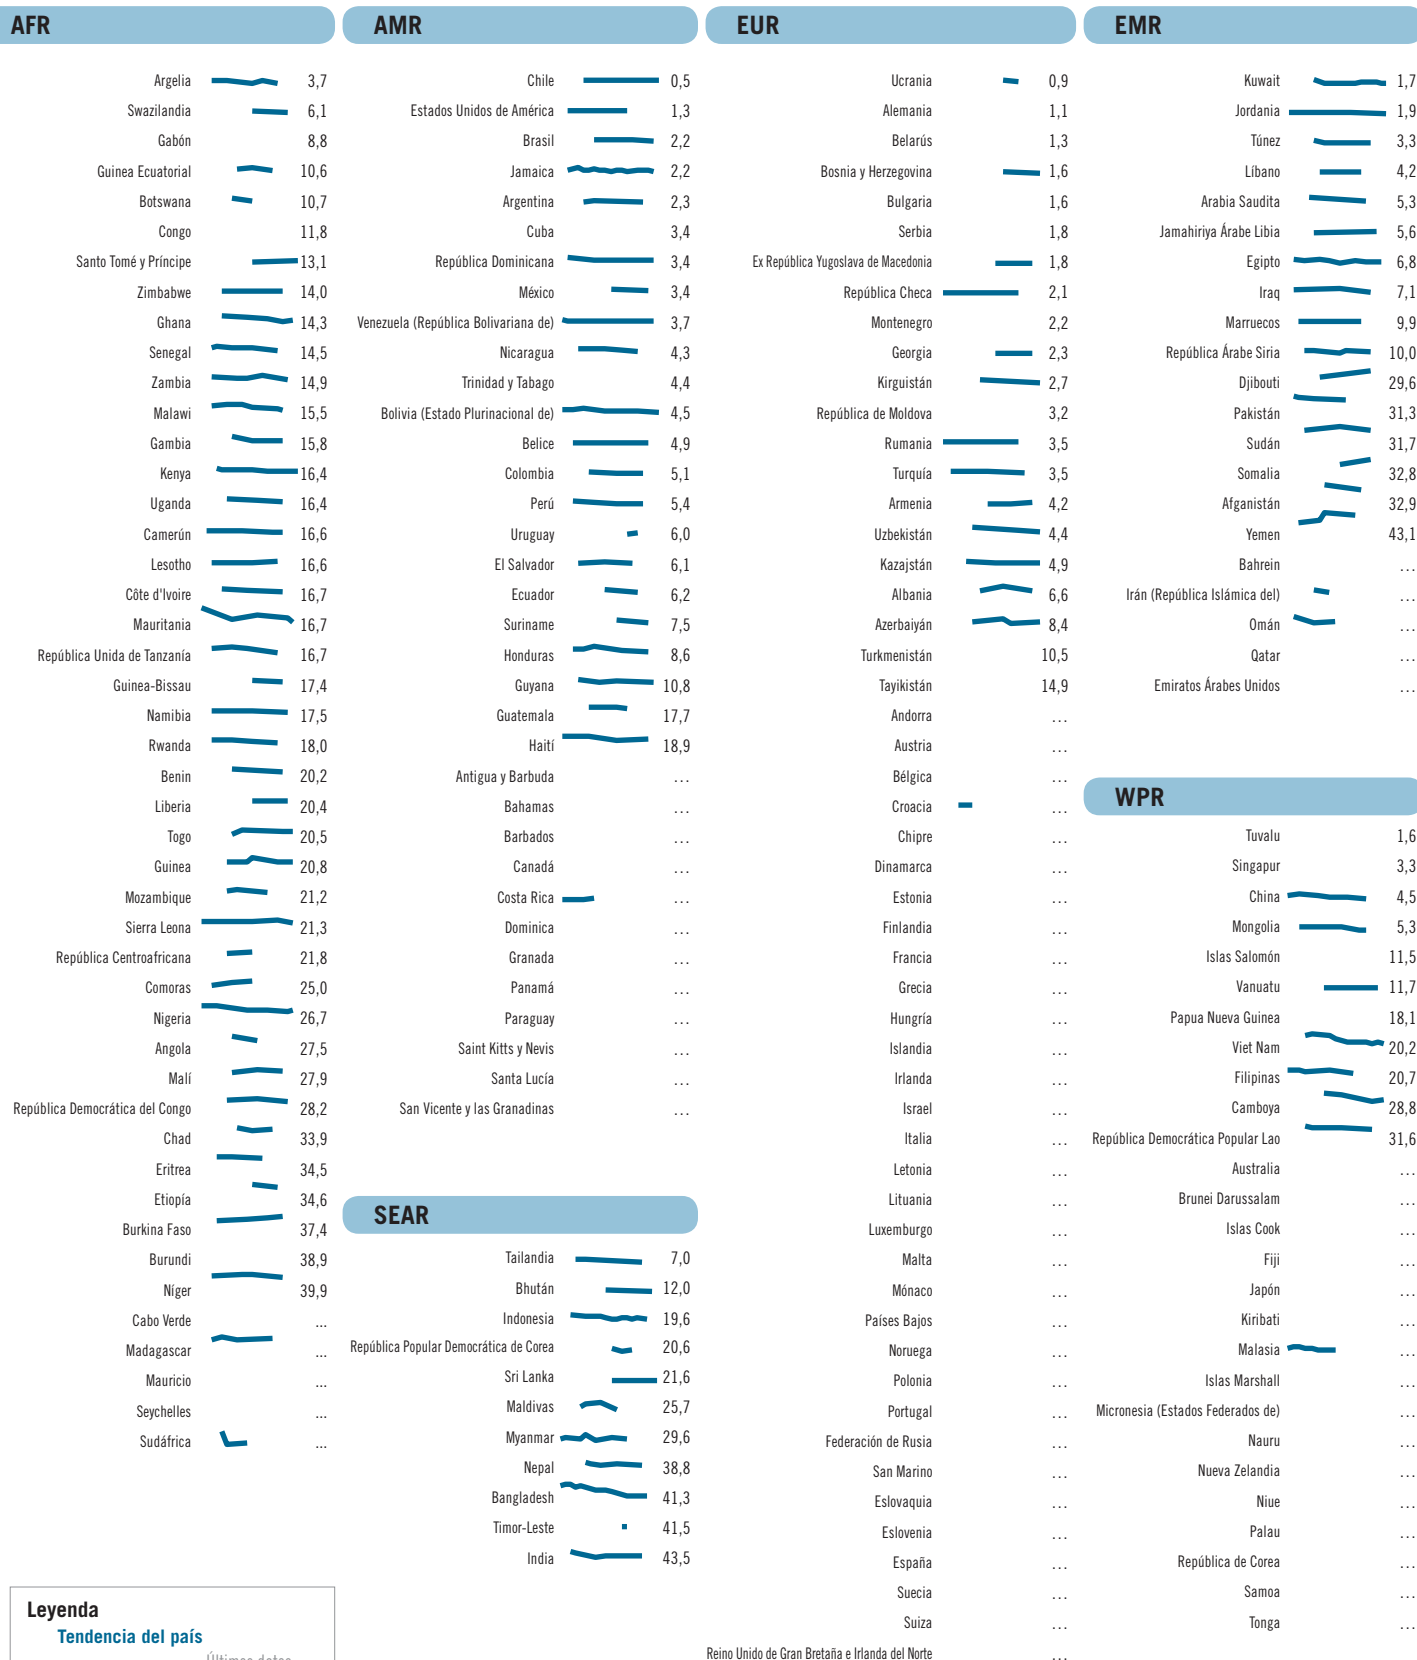 AFR
Argelia 3,7
Swazilandia 6,1
Gabón 8,8
Guinea Ecuatorial 10,6
Botswana 10,7
Congo 11,8
Santo Tomé y Príncipe 13,1
Zimbabwe 14,0
Ghana 14,3
Senegal 14,5
Zambia 14,9
Malawi 15,5
Gambia 15,8
Kenya 16,4
Uganda 16,4
Camerún 16,6
Lesotho 16,6
Côte d'Ivoire 16,7
Mauritania 16,7
República Unida de Tanzanía 16,7
Guinea-Bissau 17,4
Namibia 17,5
Rwanda 18,0
Benin 20,2
Liberia 20,4
Togo 20,5
Guinea 20,8
Mozambique 21,2
Sierra Leona 21,3
República Centroafricana 21,8
Comoras 25,0
Nigeria 26,7
Angola 27,5
Malí 27,9
República Democrática del Congo 28,2
Chad 33,9
Eritrea 34,5
Etiopía 34,6
Burkina Faso 37,4
Burundi 38,9
Níger 39,9
Cabo Verde ...
Madagascar ...
Mauricio ...
Seychelles ...
Sudáfrica ...
Leyenda
Tendencia del país
Últimos datos
AMR
Chile 0,5
Estados Unidos de América 1,3
Brasil 2,2
Jamaica 2,2
Argentina 2,3
Cuba 3,4
República Dominicana 3,4
México 3,4
Venezuela (República Bolivariana de) 3,7
Nicaragua 4,3
Trinidad y Tabago 4,4
Bolivia (Estado Plurinacional de) 4,5
Belice 4,9
Colombia 5,1
Perú 5,4
Uruguay 6,0
El Salvador 6,1
Ecuador 6,2
Suriname 7,5
Honduras 8,6
Guyana 10,8
Guatemala 17,7
Haití 18,9
Antigua y Barbuda ...
Bahamas ...
Barbados ...
Canadá ...
Costa Rica ...
Dominica ...
Granada ...
Panamá ...
Paraguay ...
Saint Kitts y Nevis ...
Santa Lucía ...
San Vicente y las Granadinas ...
SEAR
Tailandia 7,0
Bhután 12,0
Indonesia 19,6
República Popular Democrática de Corea 20,6
Sri Lanka 21,6
Maldivas 25,7
Myanmar 29,6
Nepal 38,8
Bangladesh 41,3
Timor-Leste 41,5
India 43,5
EUR
Ucrania 0,9
Alemania 1,1
Belarús 1,3
Bosnia y Herzegovina 1,6
Bulgaria 1,6
Serbia 1,8
Ex República Yugoslava de Macedonia 1,8
República Checa 2,1
Montenegro 2,2
Georgia 2,3
Kirguistán 2,7
República de Moldova 3,2
Rumania 3,5
Turquía 3,5
Armenia 4,2
Uzbekistán 4,4
Kazajstán 4,9
Albania 6,6
Azerbaiyán 8,4
Turkmenistán 10,5
Tayikistán 14,9
Andorra ...
Austria ...
Bélgica ...
Croacia ...
Chipre ...
Dinamarca ...
Estonia ...
Finlandia ...
Francia ...
Grecia ...
Hungría ...
Islandia ...
Irlanda ...
Israel ...
Italia ...
Letonia ...
Lituania ...
Luxemburgo ...
Malta ...
Mónaco ...
Países Bajos ...
Noruega ...
Polonia ...
Portugal ...
Federación de Rusia ...
San Marino ...
Eslovaquia ...
Eslovenia ...
España ...
Suecia ...
Suiza ...
Reino Unido de Gran Bretaña e Irlanda del Norte ...
EMR
Kuwait 1,7
Jordania 1,9
Túnez 3,3
Líbano 4,2
Arabia Saudita 5,3
Jamahiriya Árabe Libia 5,6
Egipto 6,8
Iraq 7,1
Marruecos 9,9
República Árabe Siria 10,0
Djibouti 29,6
Pakistán 31,3
Sudán 31,7
Somalia 32,8
Afganistán 32,9
Yemen 43,1
Bahrein ...
Irán (República Islámica del) ...
Omán ...
Qatar ...
Emiratos Árabes Unidos ...
WPR
Tuvalu 1,6
Singapur 3,3
China 4,5
Mongolia 5,3
Islas Salomón 11,5
Vanuatu 11,7
Papua Nueva Guinea 18,1
Viet Nam 20,2
Filipinas 20,7
Camboya 28,8
República Democrática Popular Lao 31,6
Australia ...
Brunei Darussalam ...
Islas Cook ...
Fiji ...
Japón ...
Kiribati ...
Malasia ...
Islas Marshall ...
Micronesia (Estados Federados de) ...
Nauru ...
Nueva Zelandia ...
Niue ...
Palau ...
República de Corea ...
Samoa ...
Tonga ...